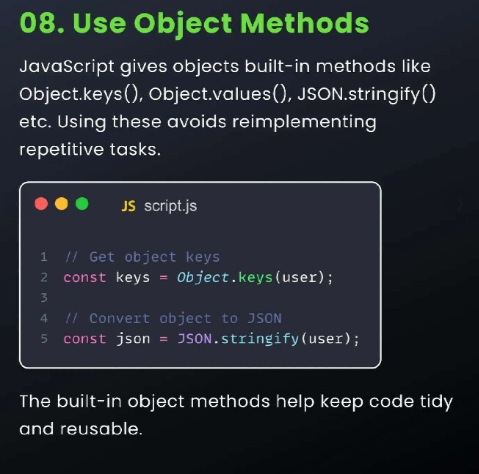 08. Use Object Methods
JavaScript gives objects built-in methods like
Object.keys(), Object.values(), JSON.stringify()
etc. Using these avoids reimplementing
repetitive tasks.
JS script.js
1 // Get object keys
2 const keys = Object.keys(user);
3
4 // Convert object to JSON
5 const json = JSON.stringify(user);
The built-in object methods help keep code tidy
and reusable.